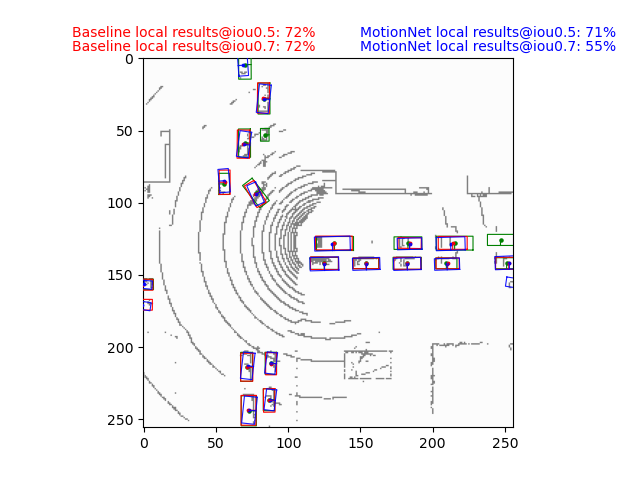 Baseline local results@iou0.5: 72%
Baseline local results@iou0.7: 72%
MotionNet local results@iou0.5: 71%
MotionNet local results@iou0.7: 55%
0
50
100
150
200
250
0 50 100 150 200 250